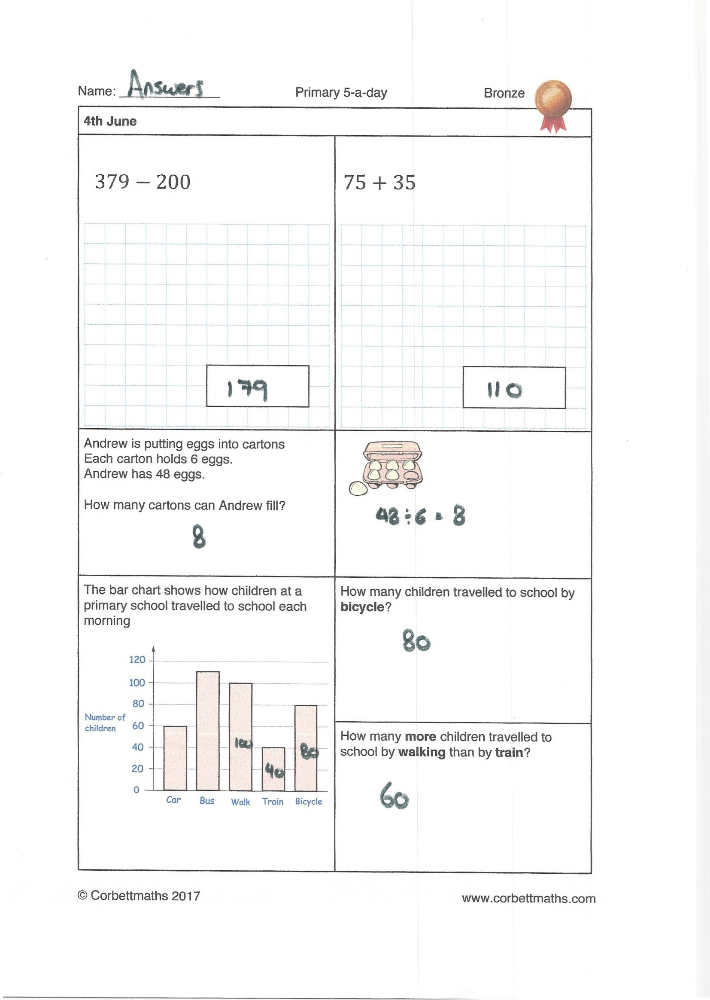 Name: Answers
Primary 5-a-day
Bronze
4th June
379 − 200
179
75 + 35
110
Andrew is putting eggs into cartons
Each carton holds 6 eggs.
Andrew has 48 eggs.
How many cartons can Andrew fill?
8
48 ÷ 6 = 8
The bar chart shows how children at a
primary school travelled to school each
morning
120
100
80
Number of
children
60
40
20
0
100
40
80
Car Bus Walk Train Bicycle
How many children travelled to school by
bicycle?
80
How many more children travelled to
school by walking than by train?
60
© Corbettmaths 2017
www.corbettmaths.com